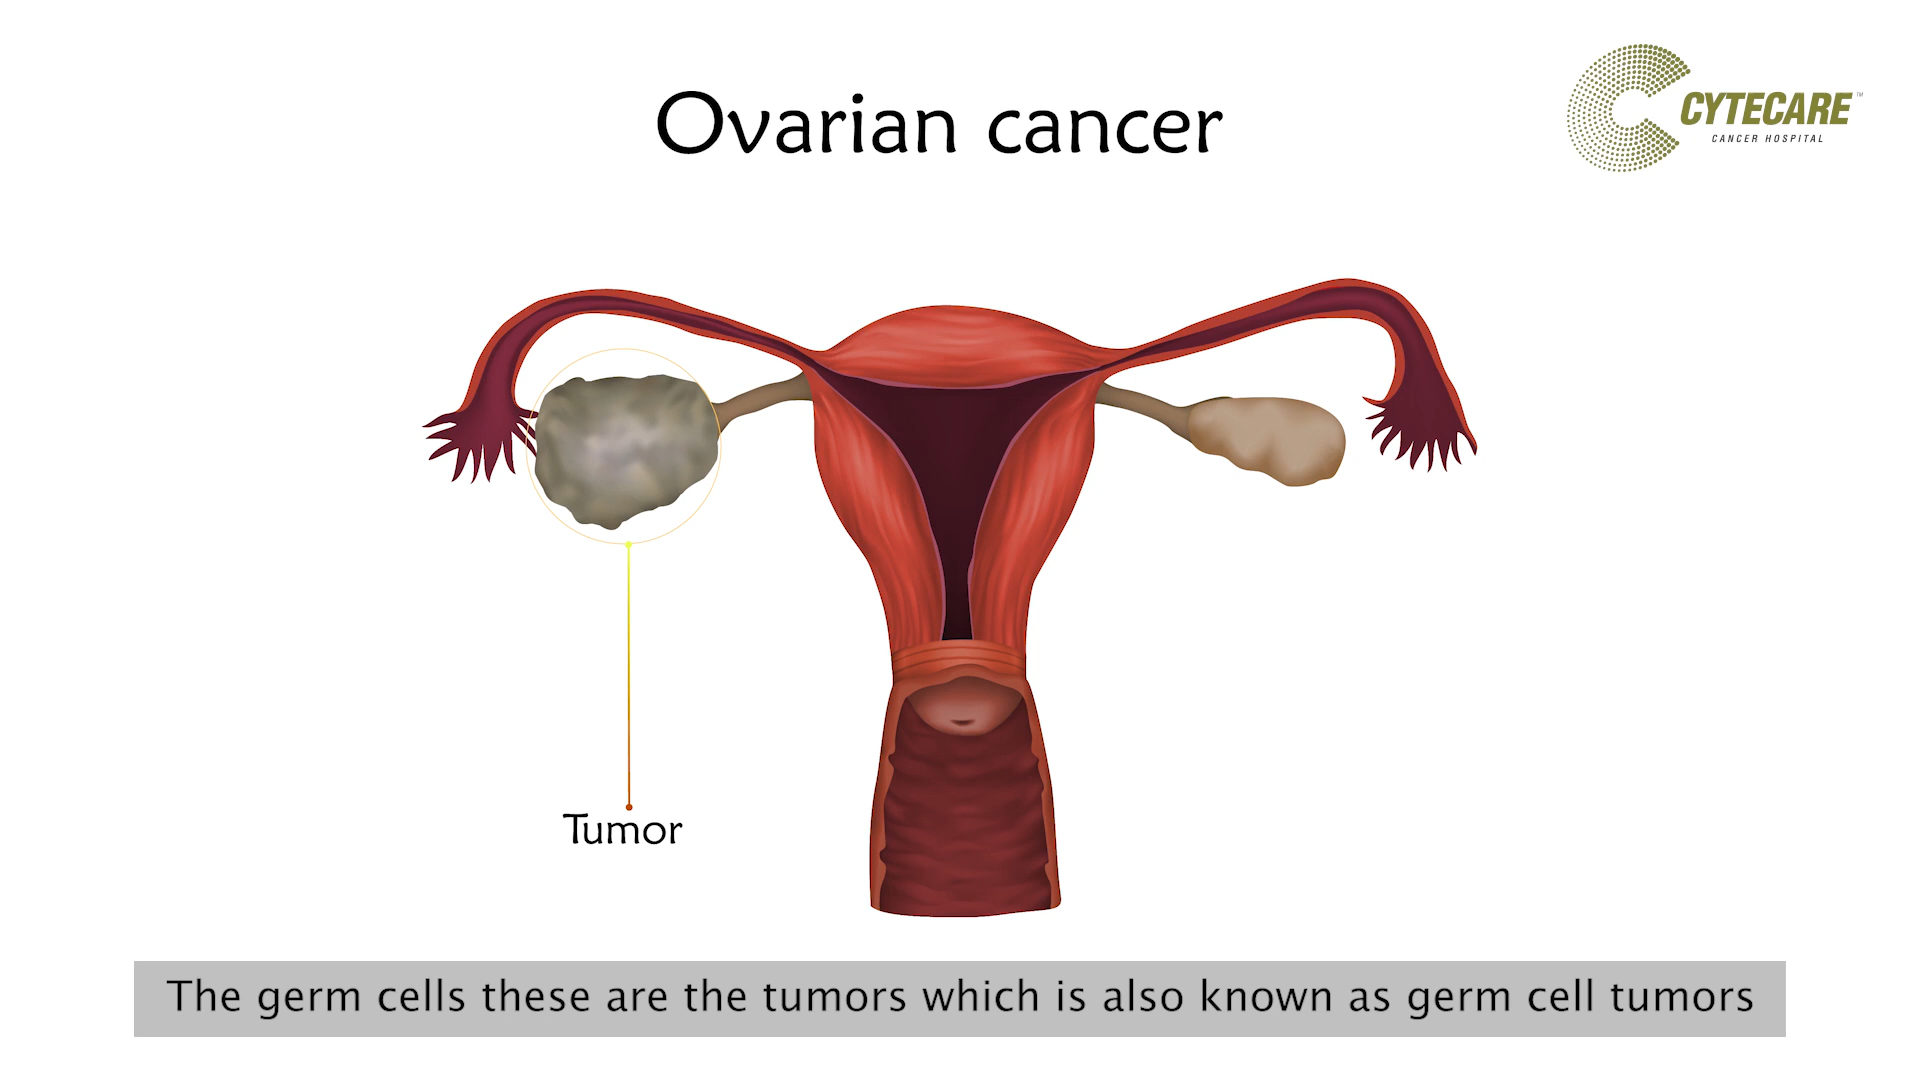 Ovarian cancer
CYTECARE™
CANCER HOSPITAL
Tumor
The germ cells these are the tumors which is also known as germ cell tumors